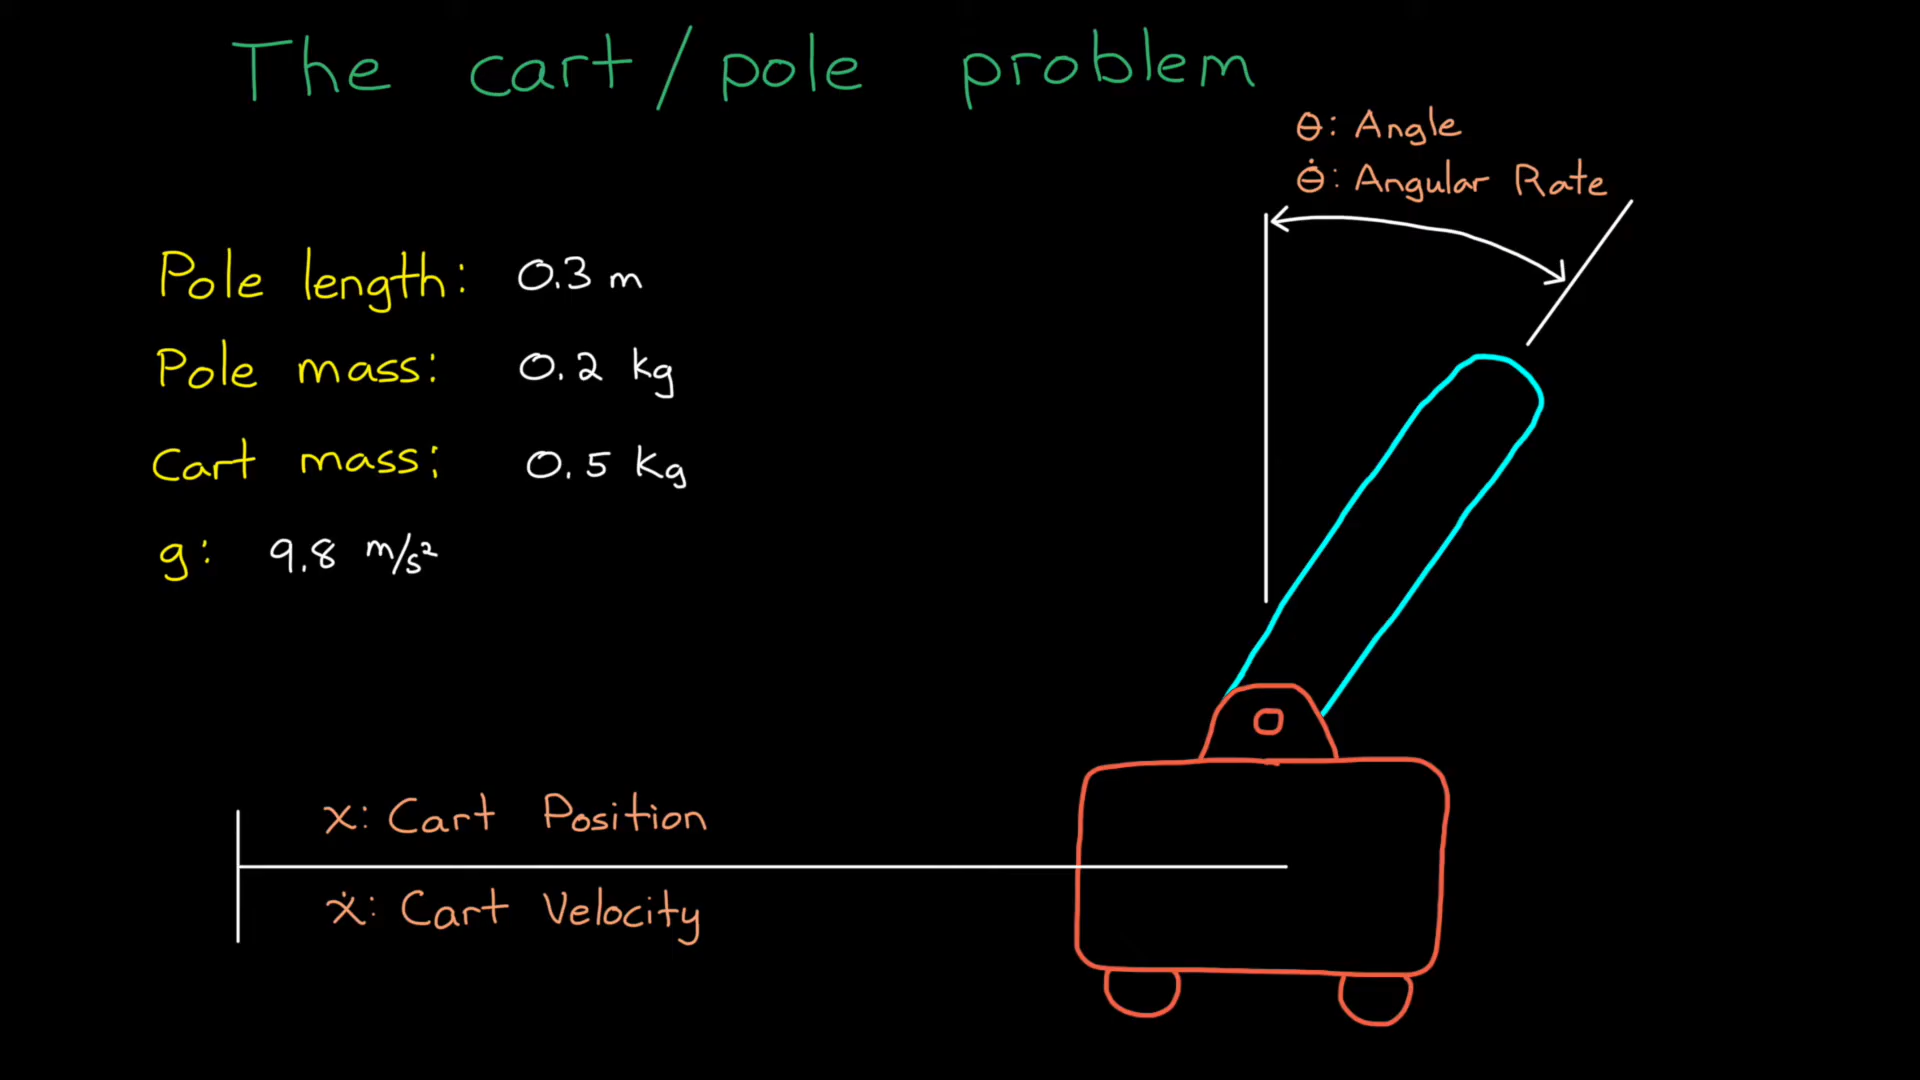 The cart/pole problem
θ: Angle
θ̇: Angular Rate
Pole length: 0.3 m
Pole mass: 0.2 kg
Cart mass: 0.5 Kg
g: 9.8 m/s²
x: Cart Position
ẋ: Cart Velocity